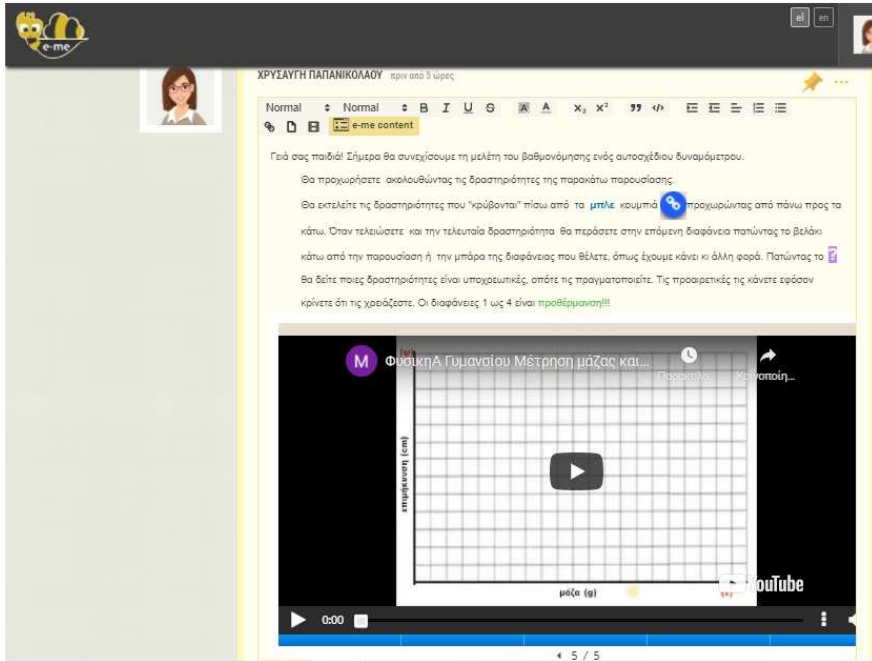 el en
e-me
ΧΡΥΣΑΥΓΗ ΠΑΠΑΝΙΚΟΛΑΟΥ πριν από 5 ώρες
Normal Normal B I U S A A X₂ X² ” </>
e-me content
Γειά σας παιδιά! Σήμερα θα συνεχίσουμε τη μελέτη του βαθμονόμησης ενός αυτοσχέδιου δυναμόμετρου.
Θα προχωρήσετε ακολουθώντας τις δραστηριότητες της παρακάτω παρουσίασης.
Θα εκτελείτε τις δραστηριότητες που "κρύβονται" πίσω από τα μπλε κουμπιά προχωρώντας από πάνω προς τα
κάτω. Όταν τελειώσετε και την τελευταία δραστηριότητα θα περάσετε στην επόμενη διαφάνεια πατώντας το βελάκι
κάτω από την παρουσίαση ή την μπάρα της διαφάνειας που θέλετε, όπως έχουμε κάνει κι άλλη φορά. Πατώντας το ?
θα δείτε ποιες δραστηριότητες είναι υποχρεωτικές, οπότε τις πραγματοποιείτε. Τις προαιρετικές τις κάνετε εφόσον
κρίνετε ότι τις χρειάζεστε. Οι διαφάνειες 1 ως 4 είναι προθέρμανση!!!
(y)
M ΦυσικηΑ Γυμανσίου Μέτρηση μάζας και...
Κοινοποίη...
επιμήκυνση (cm)
μάζα (g)
(x)
YouTube
0:00
5 / 5